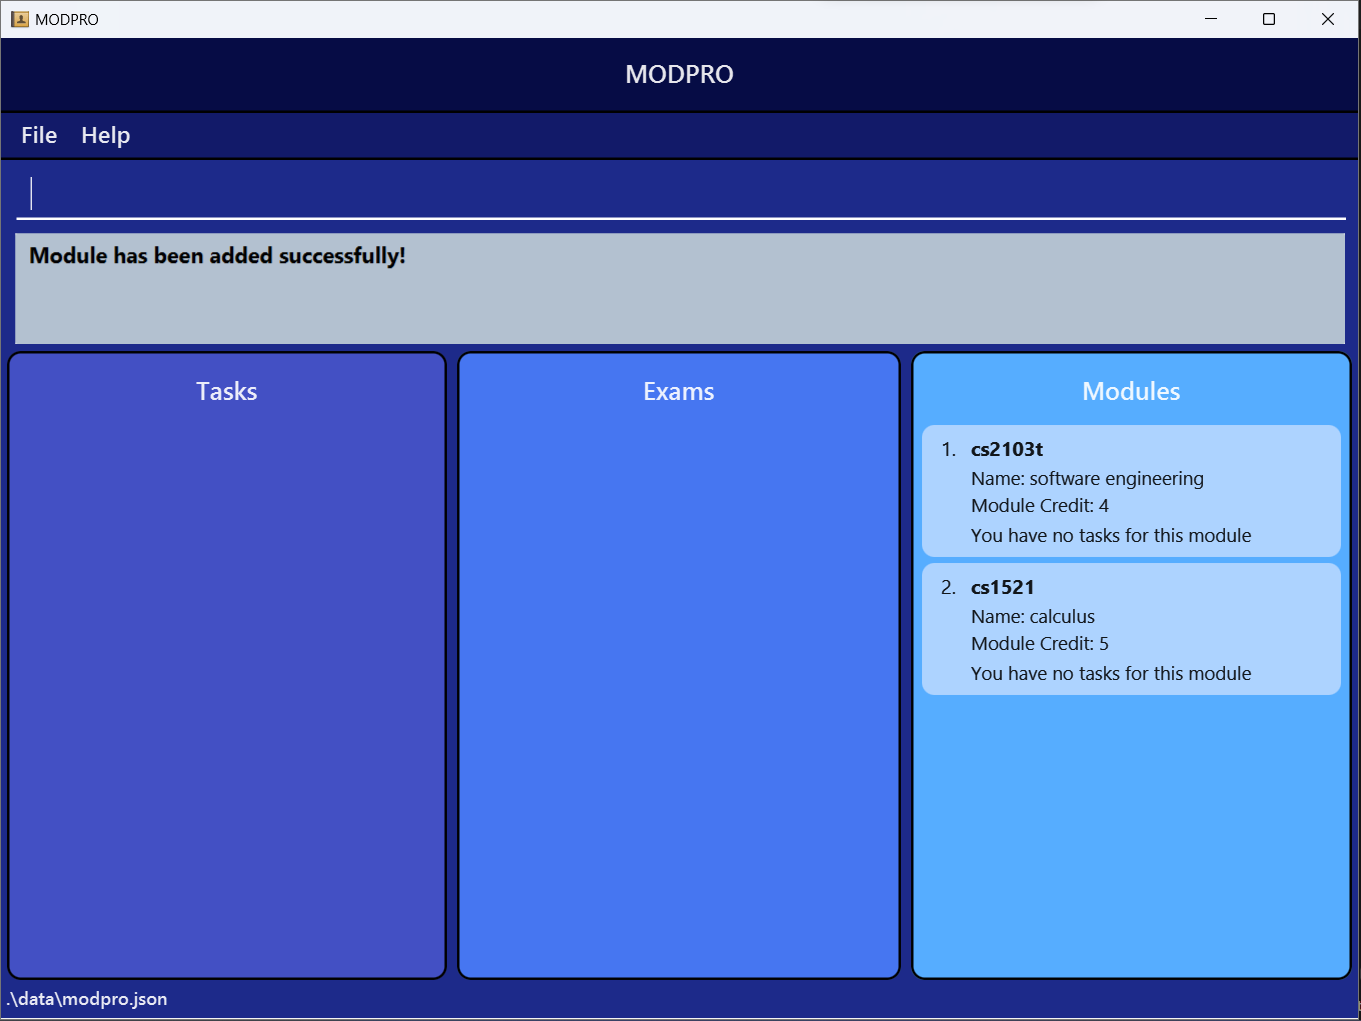 MODPRO
MODPRO
File Help
Module has been added successfully!
Tasks
Exams
Modules
1. cs2103t
Name: software engineering
Module Credit: 4
You have no tasks for this module
2. cs1521
Name: calculus
Module Credit: 5
You have no tasks for this module
.\data\modpro.json